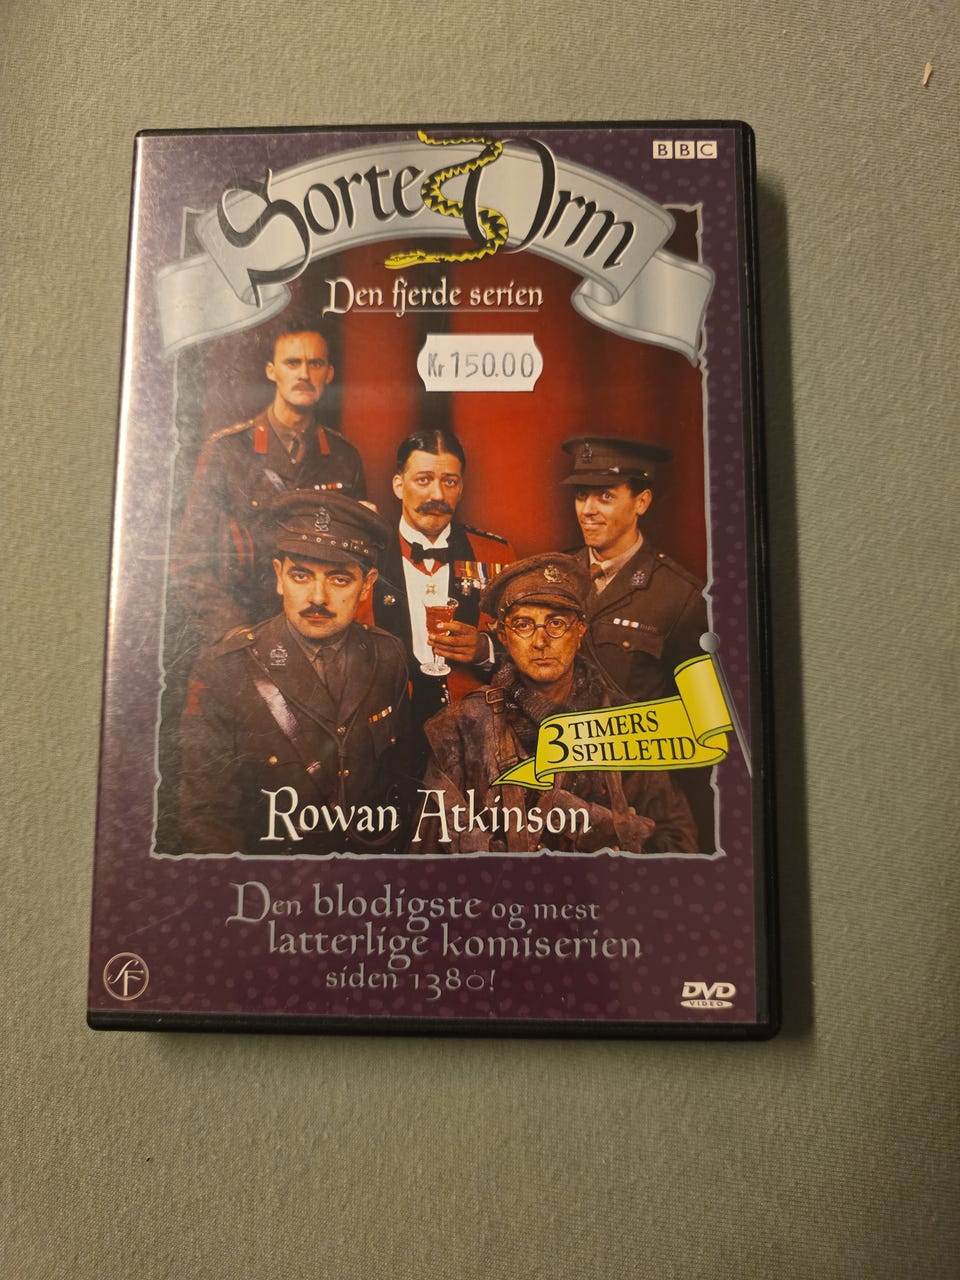 BBC
Sorte Orm
Den fjerde serien
Kr 150.00
3 TIMERS
SPILLETID
Rowan Atkinson
Den blodigste og mest
latterlige komiserien
siden 1380!
SF
DVD
VIDEO